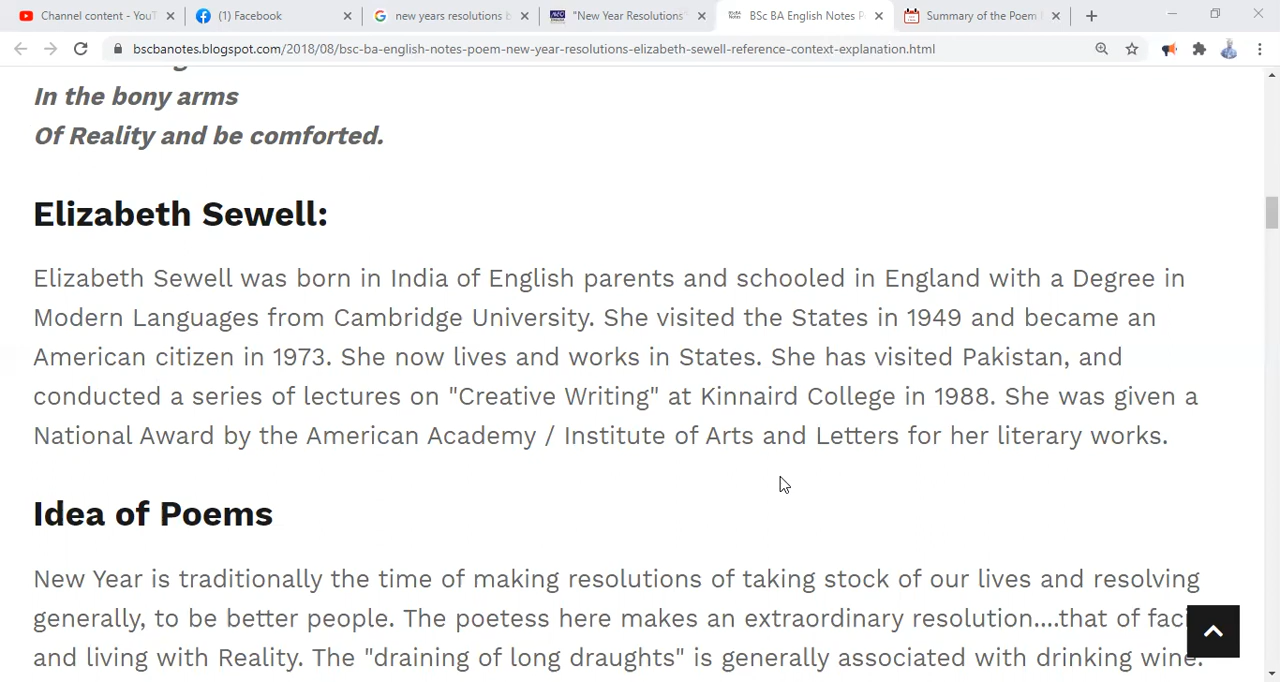 Channel content - YouT
(1) Facebook
new years resolutions b
"New Year Resolutions"
BSc BA English Notes P
Summary of the Poem
bscbanotes.blogspot.com/2018/08/bsc-ba-english-notes-poem-new-year-resolutions-elizabeth-sewell-reference-context-explanation.html
In the bony arms
Of Reality and be comforted.
Elizabeth Sewell:
Elizabeth Sewell was born in India of English parents and schooled in England with a Degree in
Modern Languages from Cambridge University. She visited the States in 1949 and became an
American citizen in 1973. She now lives and works in States. She has visited Pakistan, and
conducted a series of lectures on "Creative Writing" at Kinnaird College in 1988. She was given a
National Award by the American Academy / Institute of Arts and Letters for her literary works.
Idea of Poems
New Year is traditionally the time of making resolutions of taking stock of our lives and resolving
generally, to be better people. The poetess here makes an extraordinary resolution....that of faci
and living with Reality. The "draining of long draughts" is generally associated with drinking wine.